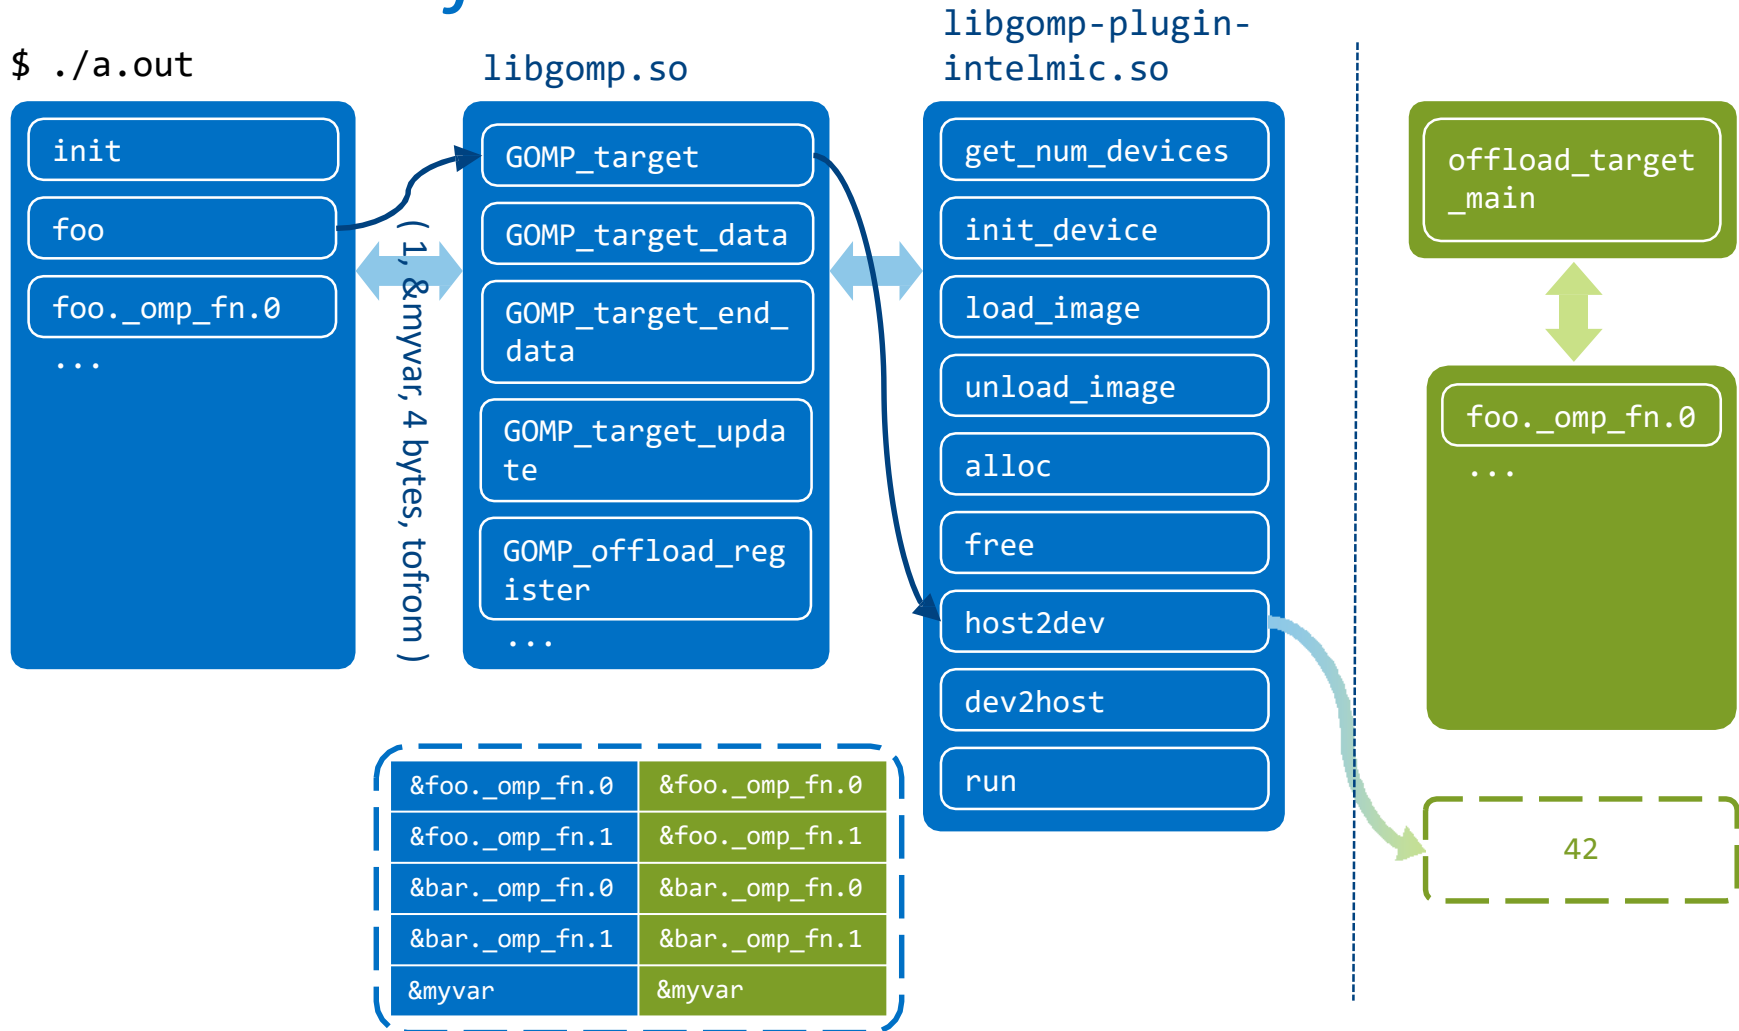 $ ./a.out
init
foo
foo._omp_fn.0
...
( 1, &myvar, 4 bytes, tofrom )
libgomp.so
GOMP_target
GOMP_target_data
GOMP_target_end_
data
GOMP_target_upda
te
GOMP_offload_reg
ister
...
libgomp-plugin-
intelmic.so
get_num_devices
init_device
load_image
unload_image
alloc
free
host2dev
dev2host
run
offload_target
_main
foo._omp_fn.0
...
42
&foo._omp_fn.0 &foo._omp_fn.0
&foo._omp_fn.1 &foo._omp_fn.1
&bar._omp_fn.0 &bar._omp_fn.0
&bar._omp_fn.1 &bar._omp_fn.1
&myvar &myvar